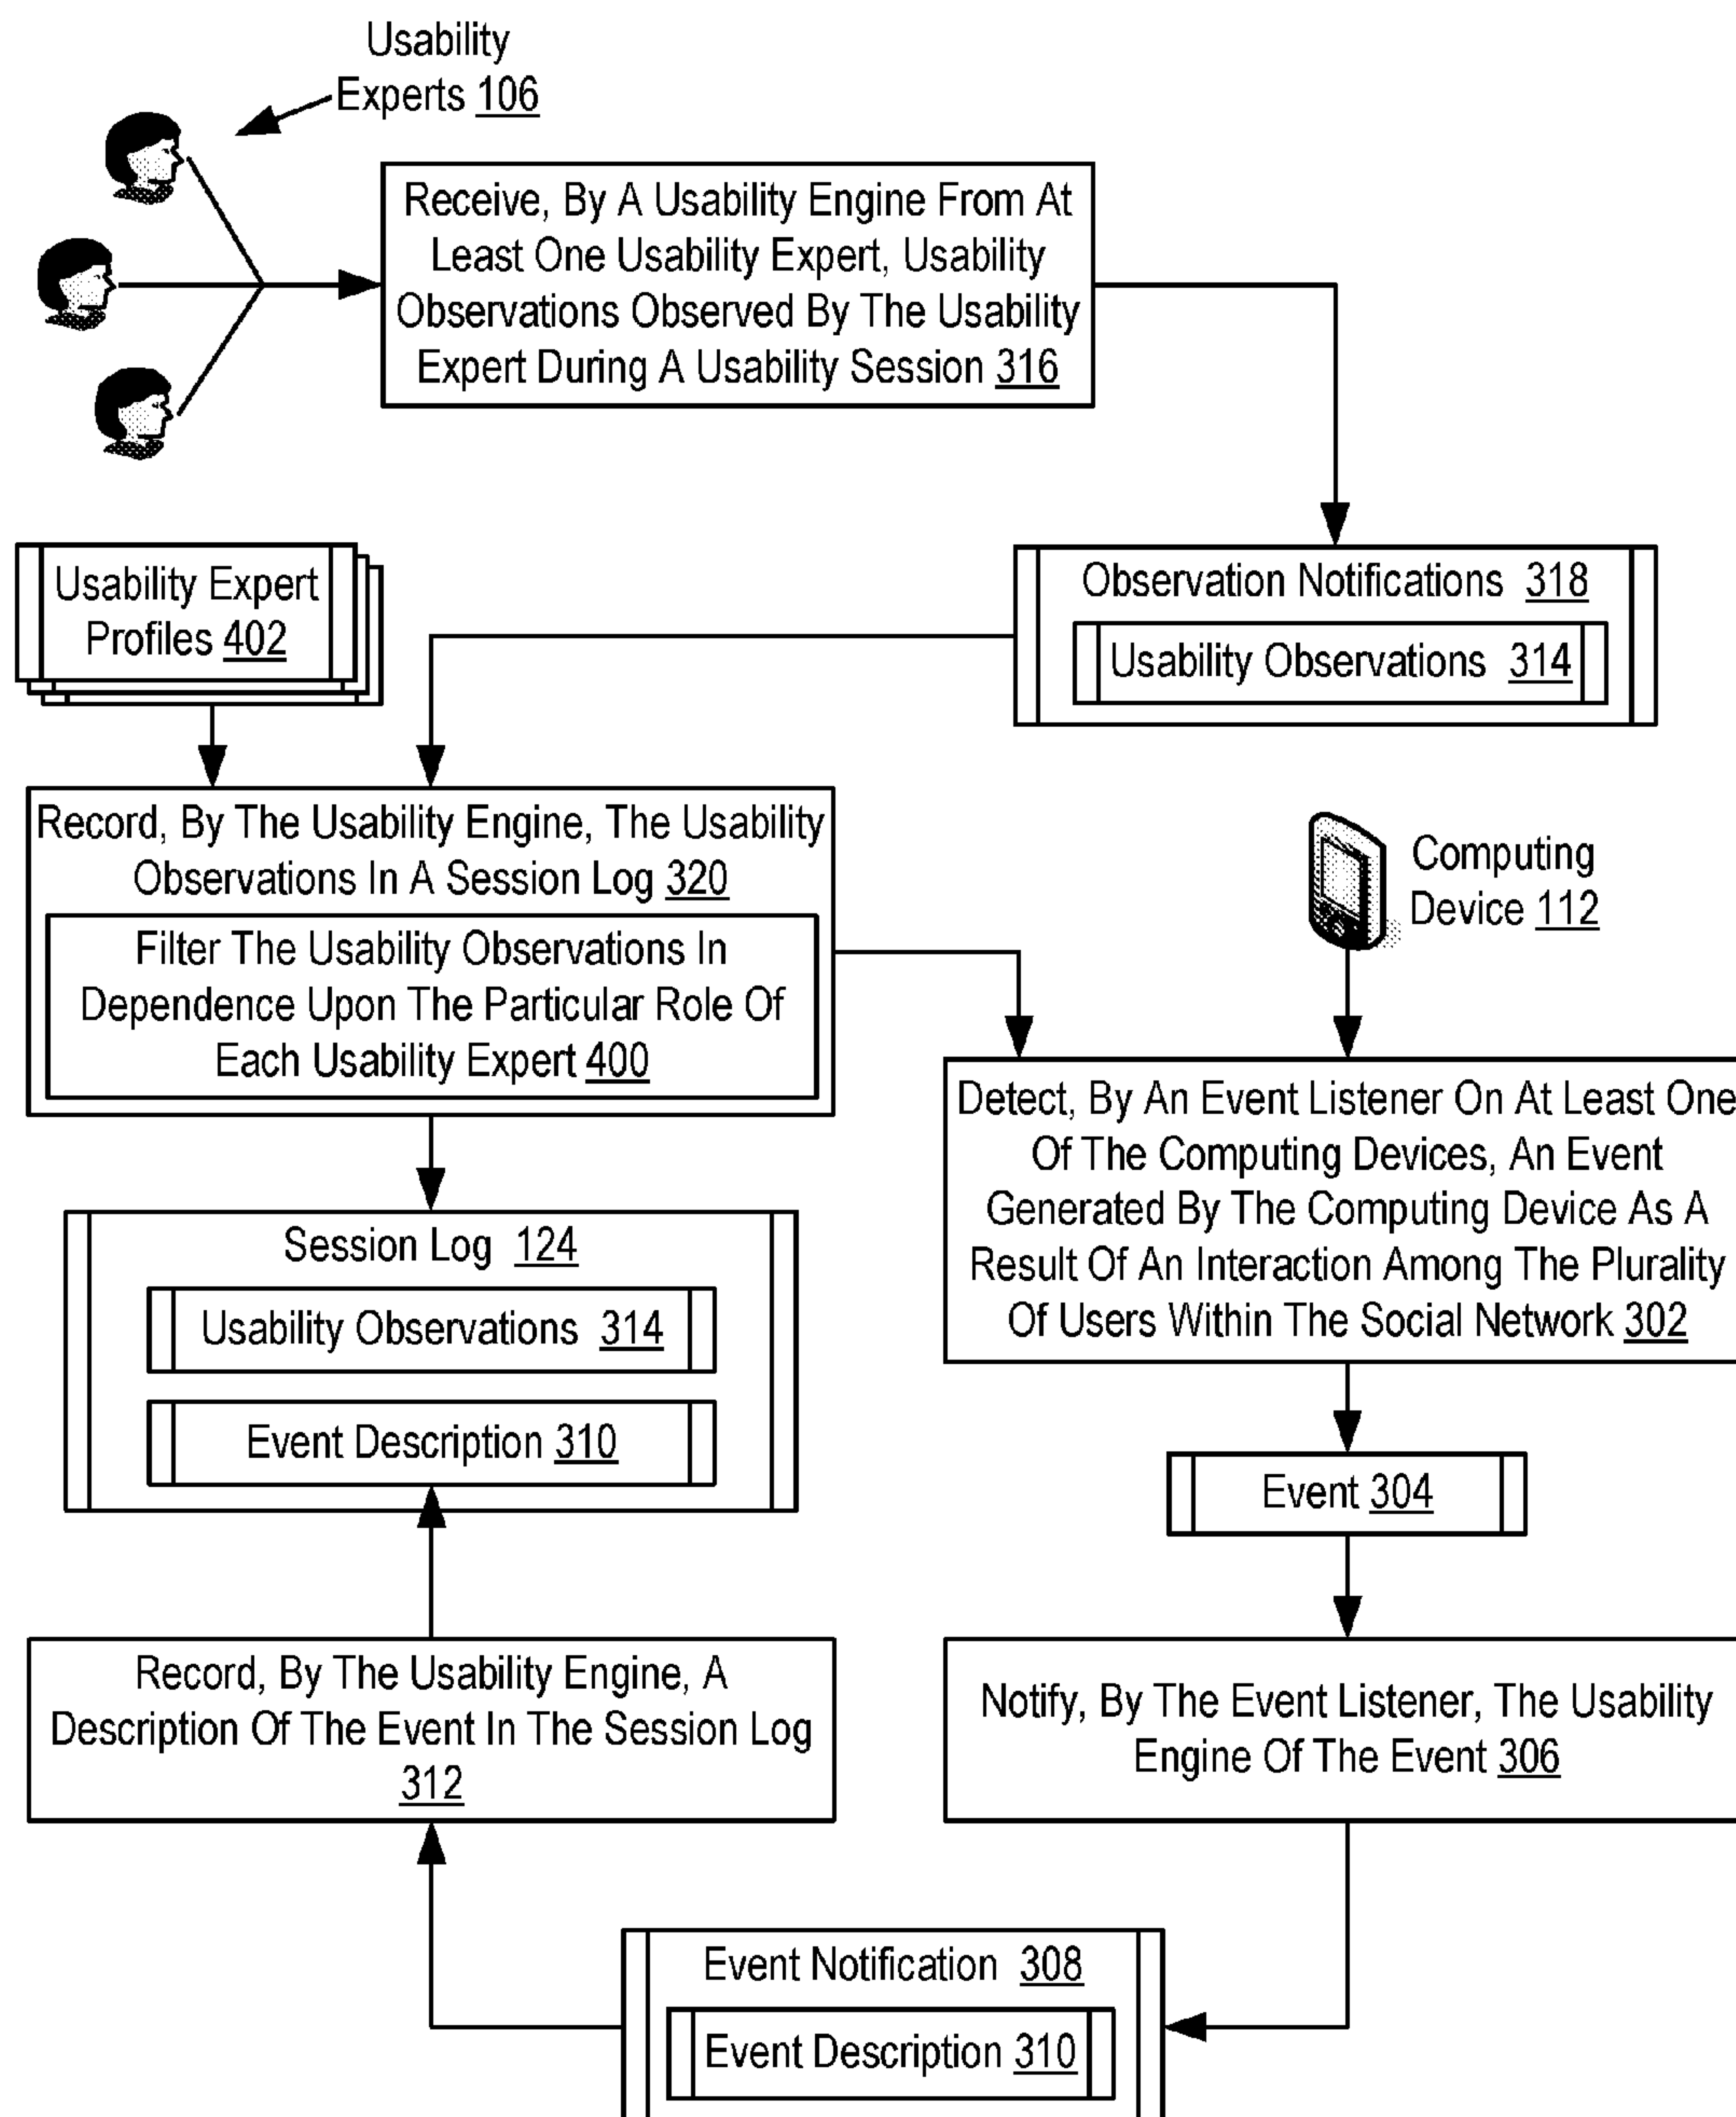 Usability
Experts 106
Receive, By A Usability Engine From At
Least One Usability Expert, Usability
Observations Observed By The Usability
Expert During A Usability Session 316
Usability Expert
Profiles 402
Observation Notifications 318
Usability Observations 314
Record, By The Usability Engine, The Usability
Observations In A Session Log 320
Filter The Usability Observations In
Dependence Upon The Particular Role Of
Each Usability Expert 400
Computing
Device 112
Detect, By An Event Listener On At Least One
Of The Computing Devices, An Event
Generated By The Computing Device As A
Result Of An Interaction Among The Plurality
Of Users Within The Social Network 302
Session Log 124
Usability Observations 314
Event Description 310
Event 304
Record, By The Usability Engine, A
Description Of The Event In The Session Log
312
Notify, By The Event Listener, The Usability
Engine Of The Event 306
Event Notification 308
Event Description 310